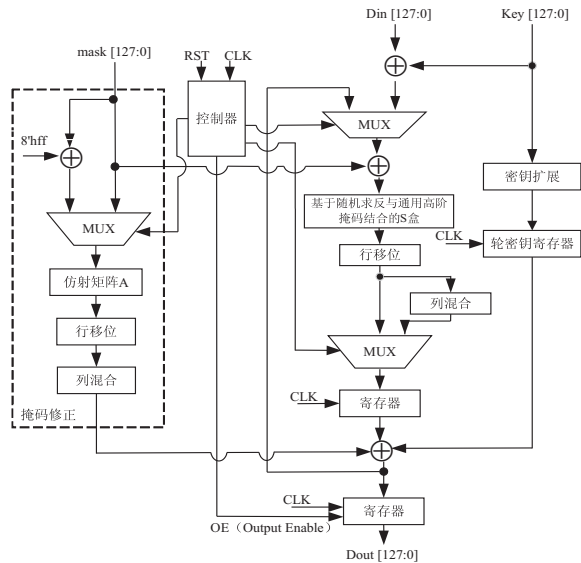 Din [127:0]
Key [127:0]
mask [127:0]
RST
CLK
控制器
MUX
8'hff
MUX
仿射矩阵A
行移位
列混合
掩码修正
基于随机求反与通用高阶
掩码结合的S盒
行移位
列混合
MUX
密钥扩展
CLK
轮密钥寄存器
CLK
寄存器
CLK
OE（Output Enable）
寄存器
Dout [127:0]